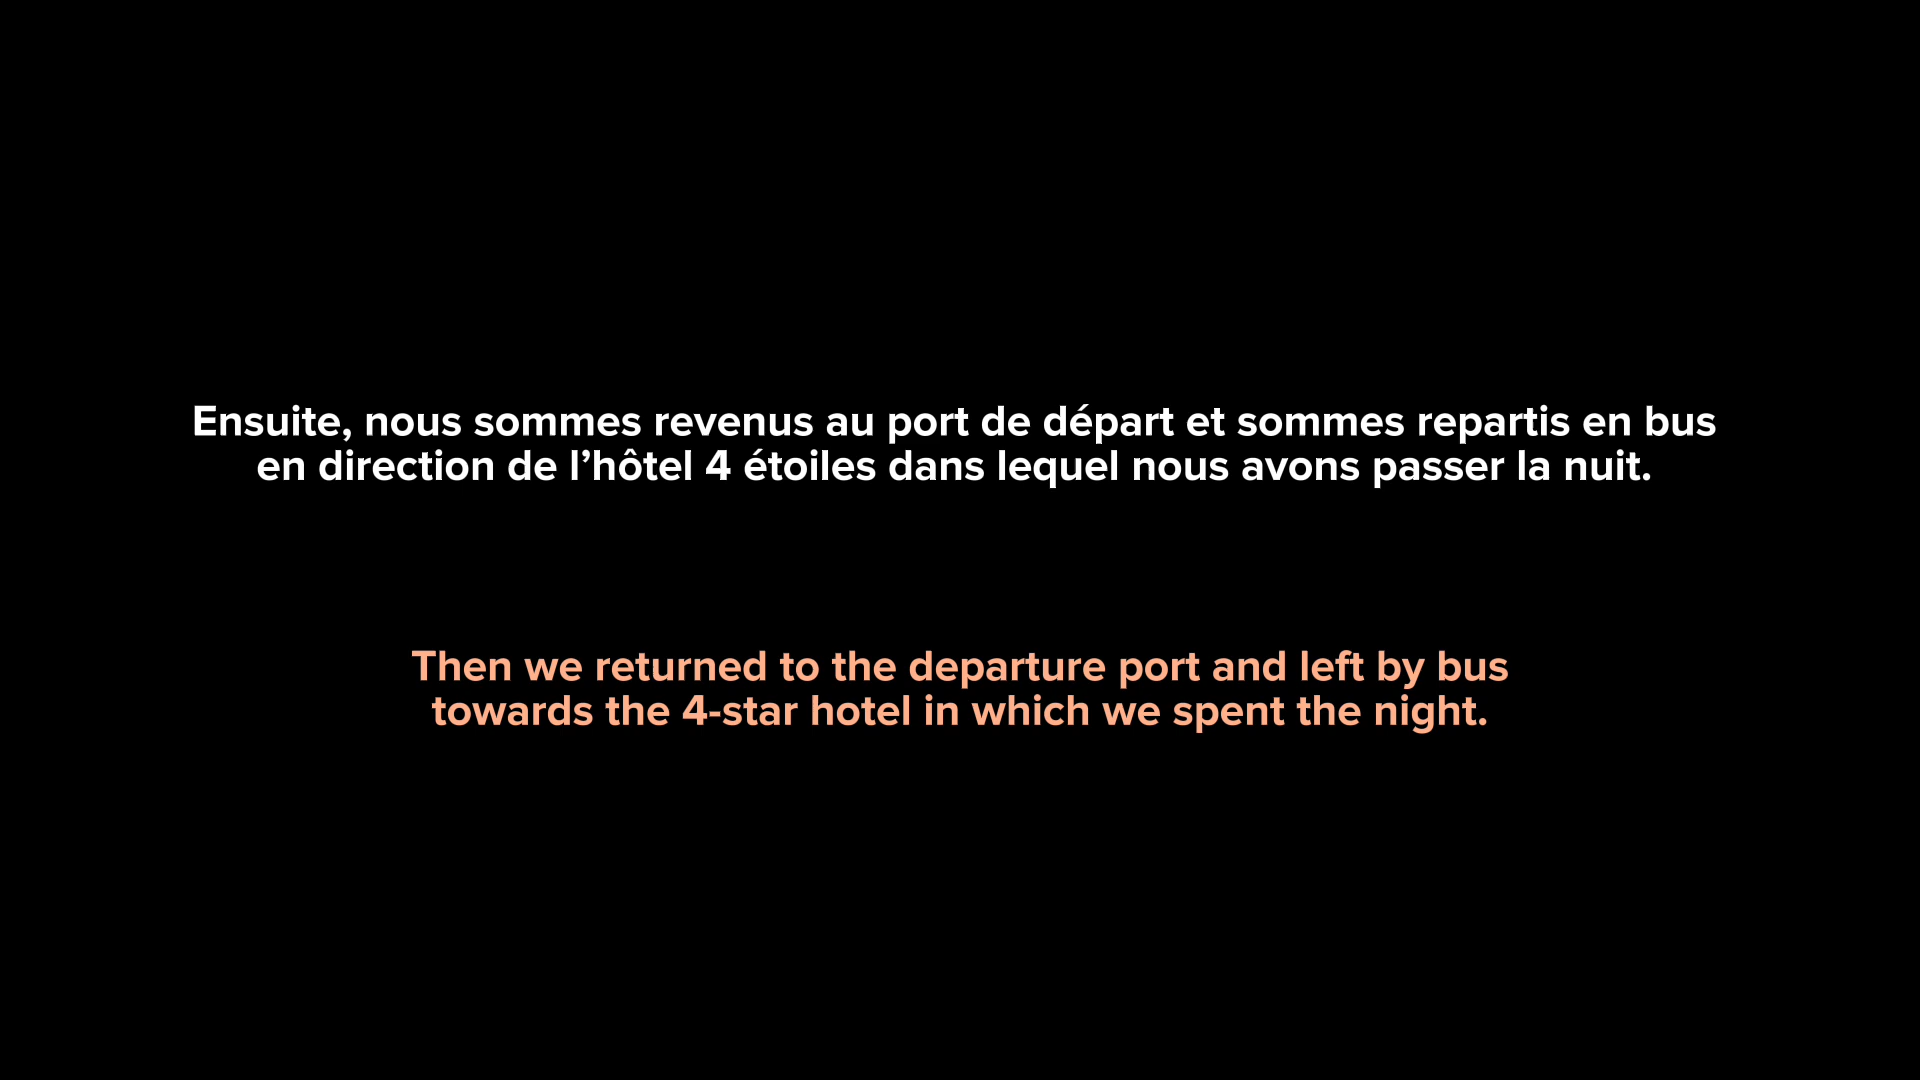 Ensuite, nous sommes revenus au port de départ et sommes repartis en bus
en direction de l’hôtel 4 étoiles dans lequel nous avons passer la nuit.
Then we returned to the departure port and left by bus
towards the 4-star hotel in which we spent the night.